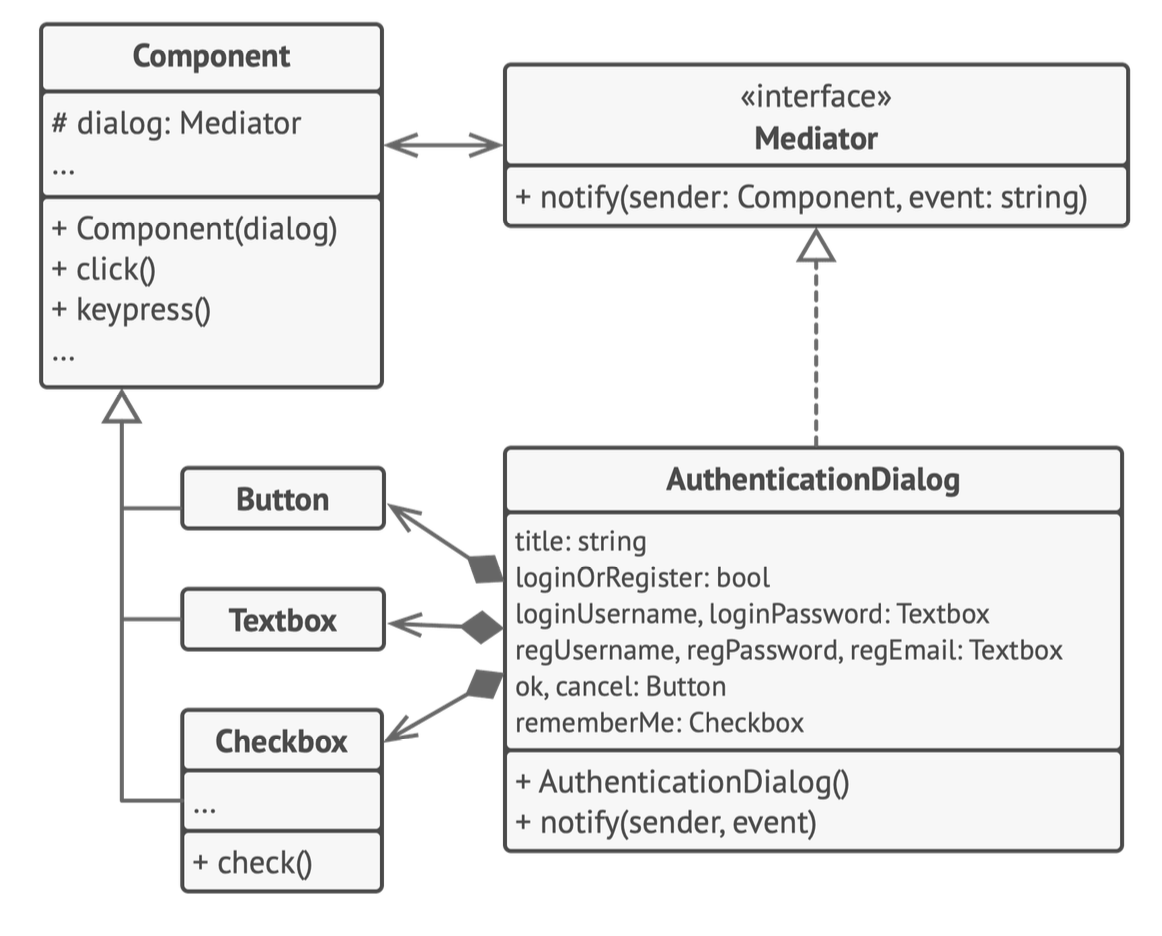 Component
# dialog: Mediator
...
+ Component(dialog)
+ click()
+ keypress()
...
«interface»
Mediator
+ notify(sender: Component, event: string)
Button
Textbox
Checkbox
...
+ check()
AuthenticationDialog
title: string
loginOrRegister: bool
loginUsername, loginPassword: Textbox
regUsername, regPassword, regEmail: Textbox
ok, cancel: Button
rememberMe: Checkbox
+ AuthenticationDialog()
+ notify(sender, event)